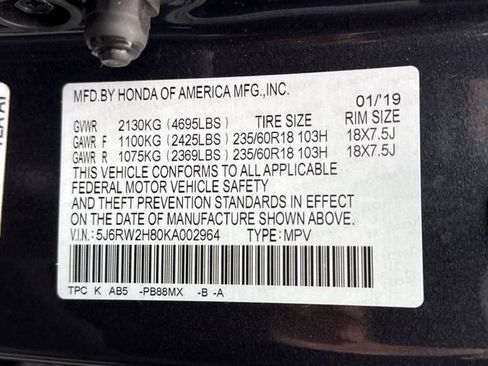 MFD.BY HONDA OF AMERICA MFG.,INC.
01/'19
GVWR 2130KG (4695LBS) TIRE SIZE RIM SIZE
GAWR F 1100KG (2425LBS) 235/60R18 103H 18X7.5J
GAWR R 1075KG (2369LBS) 235/60R18 103H 18X7.5J
THIS VEHICLE CONFORMS TO ALL APPLICABLE
FEDERAL MOTOR VEHICLE SAFETY
AND THEFT PREVENTION STANDARDS IN EFFECT
ON THE DATE OF MANUFACTURE SHOWN ABOVE.
V.I.N.: 5J6RW2H80KA002964 TYPE: MPV
TPC K AB5 -PB88MX -B -A